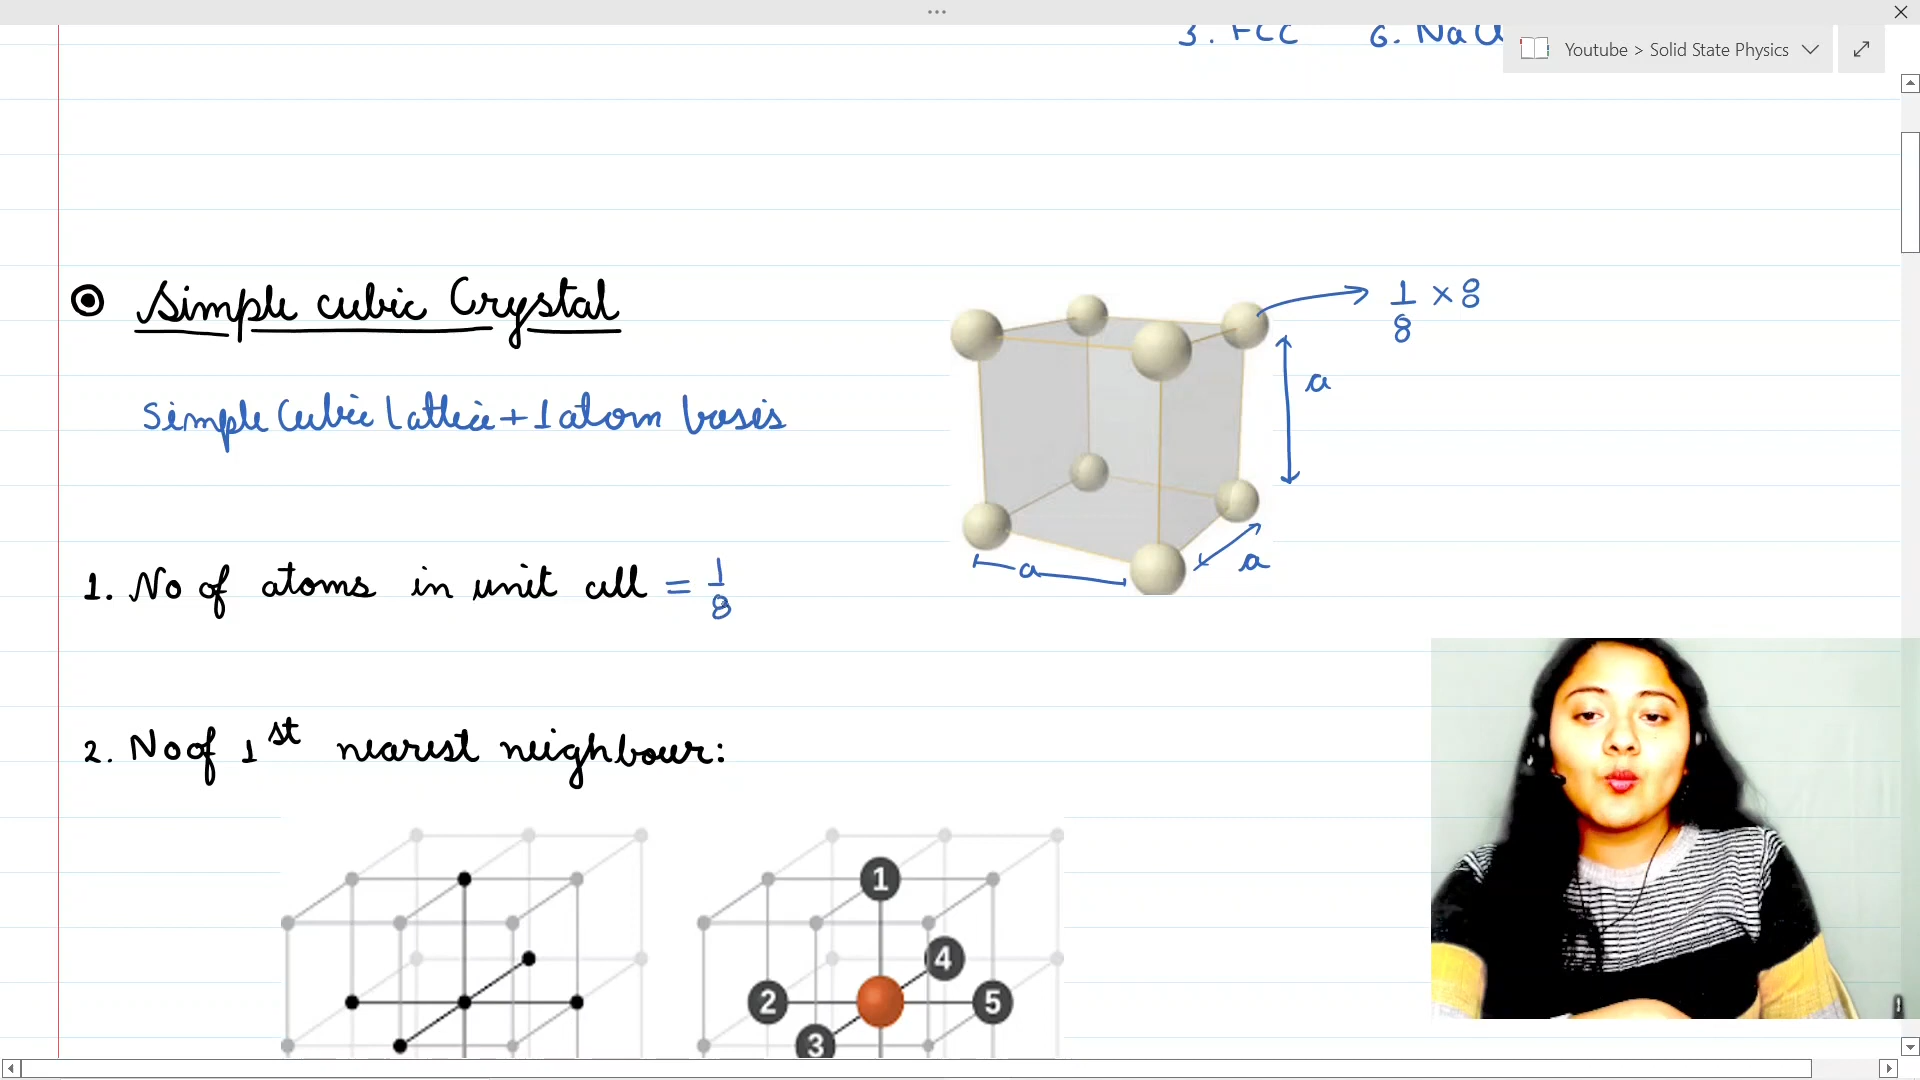 3. FCC 6. NaCl
Youtube > Solid State Physics
Simple cubic Crystal
1/8 × 8
a
Simple Cubic Lattice + 1 atom basis
a
a
1. No of atoms in unit cell = 1/8
2. No of 1st nearest neighbour:
1
4
2
5
3